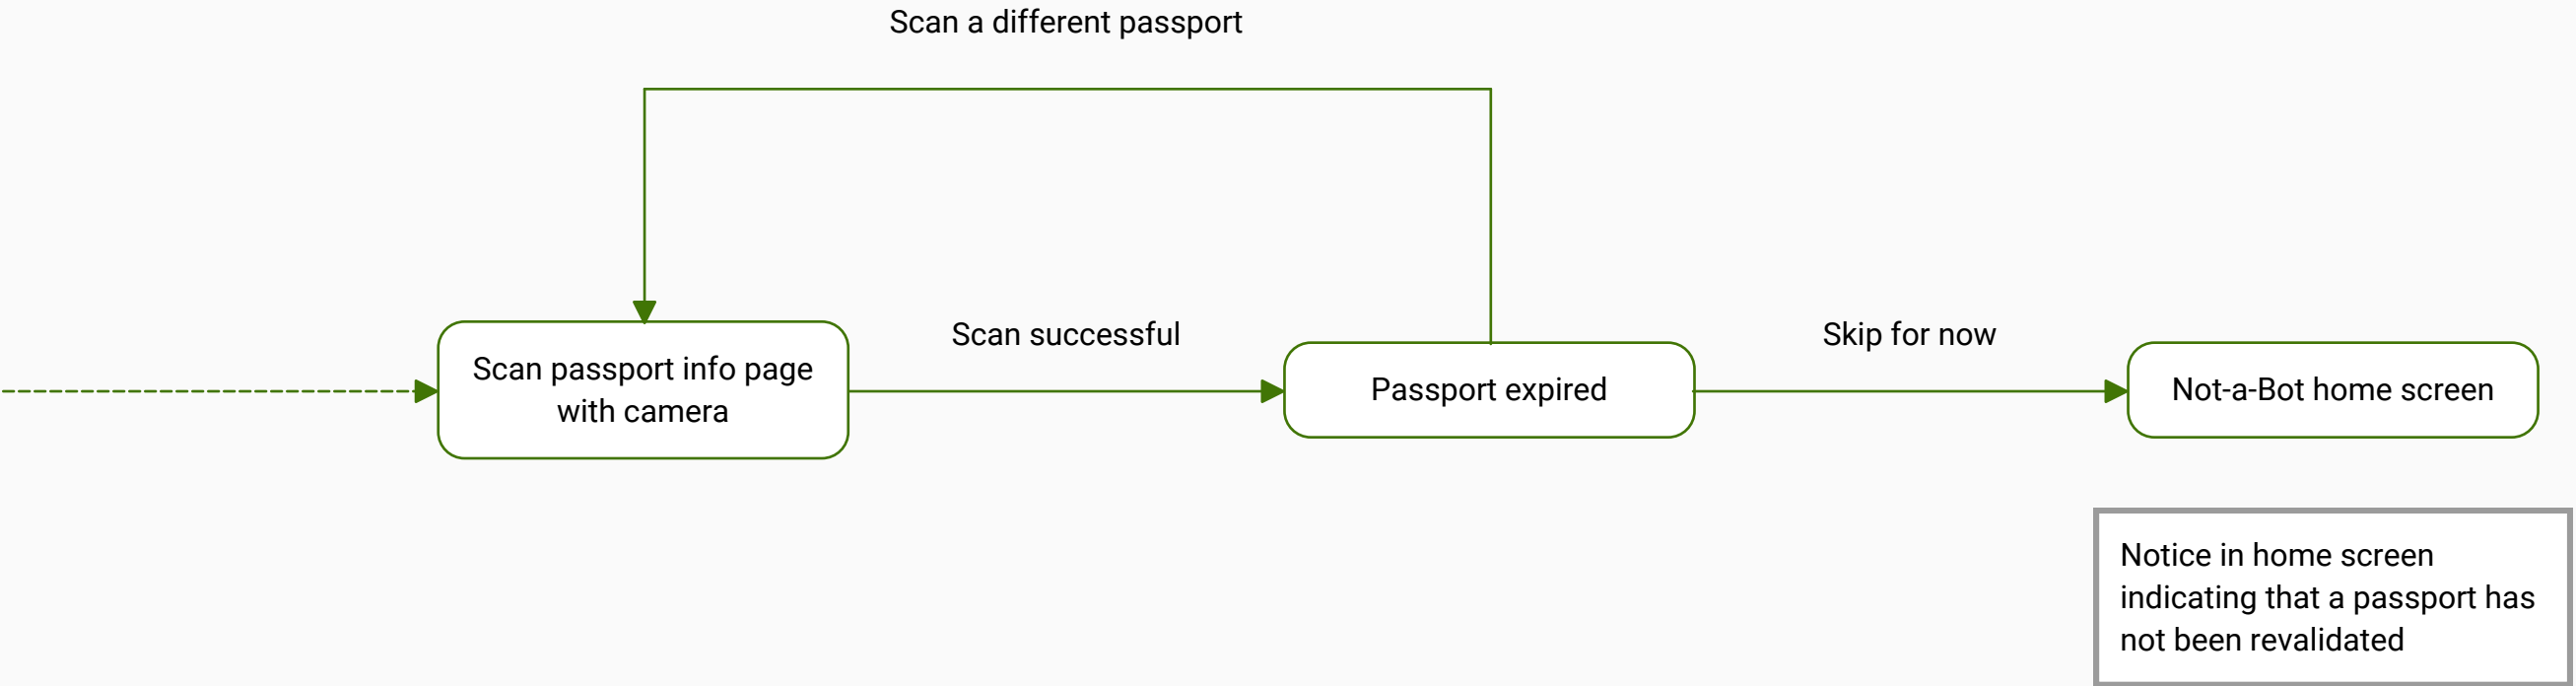 Scan a different passport
Scan passport info page
with camera
Scan successful
Passport expired
Skip for now
Not-a-Bot home screen
Notice in home screen
indicating that a passport has
not been revalidated